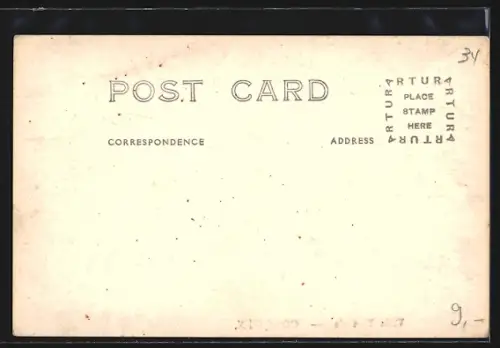 34
POST CARD
ARTURA
ARTURA
ARTURA
ARTURA
PLACE
STAMP
HERE
CORRESPONDENCE
ADDRESS
9,-